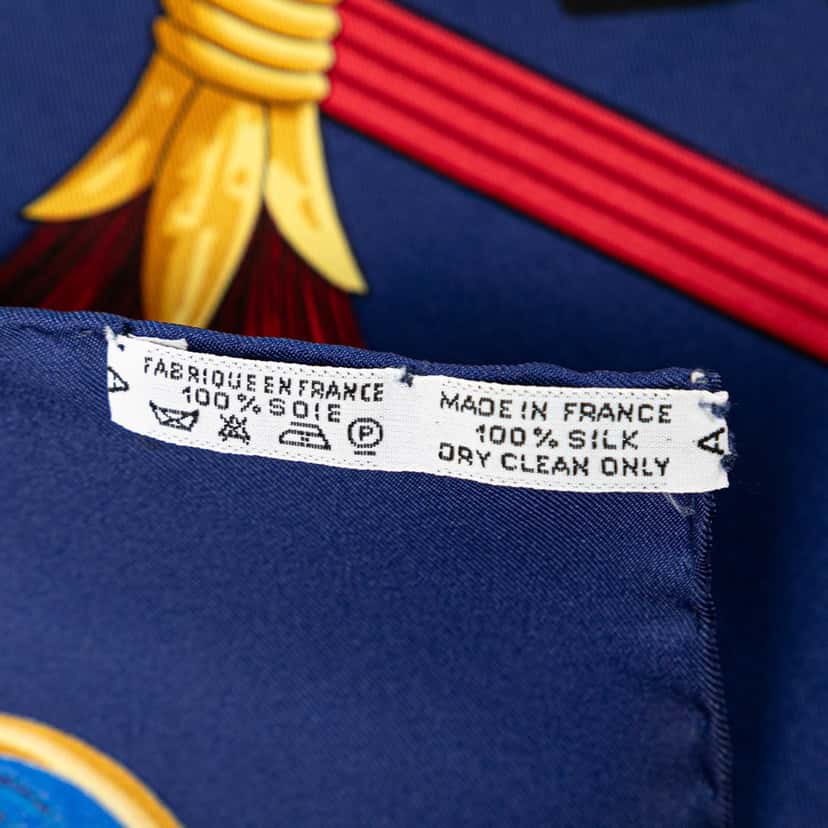 A
FABRIQUE EN FRANCE
100% SOIE
P
MADE IN FRANCE
100% SILK
DRY CLEAN ONLY
A